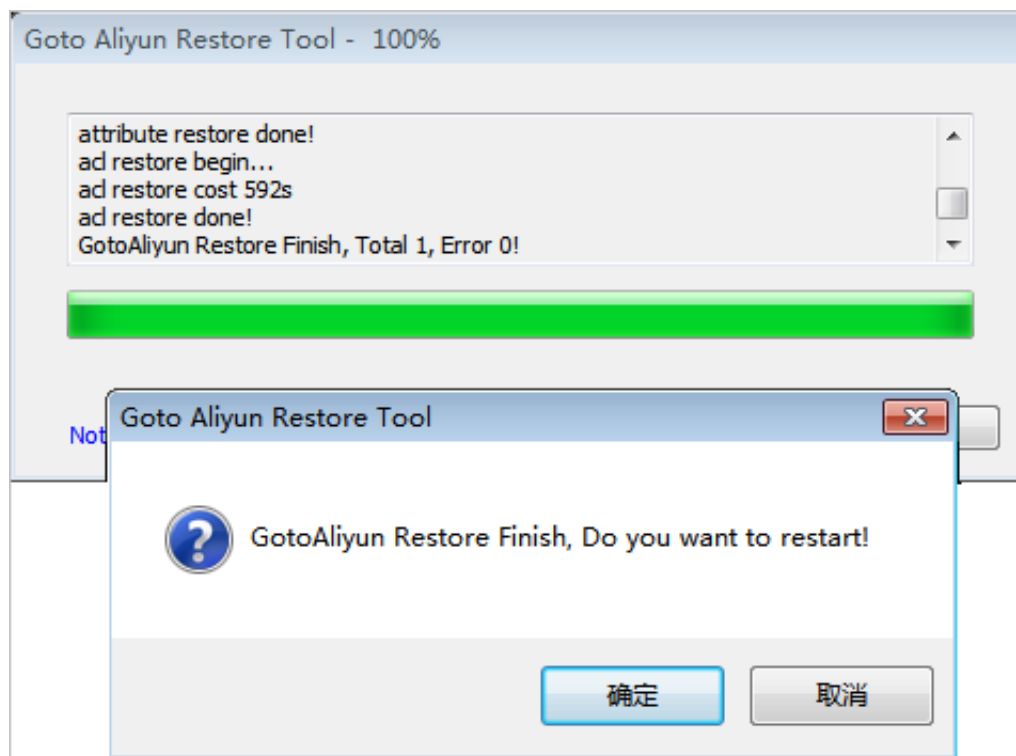 Goto Aliyun Restore Tool - 100%
attribute restore done!
acl restore begin...
acl restore cost 592s
acl restore done!
GotoAliyun Restore Finish, Total 1, Error 0!
Not
Goto Aliyun Restore Tool
GotoAliyun Restore Finish, Do you want to restart!
确定
取消